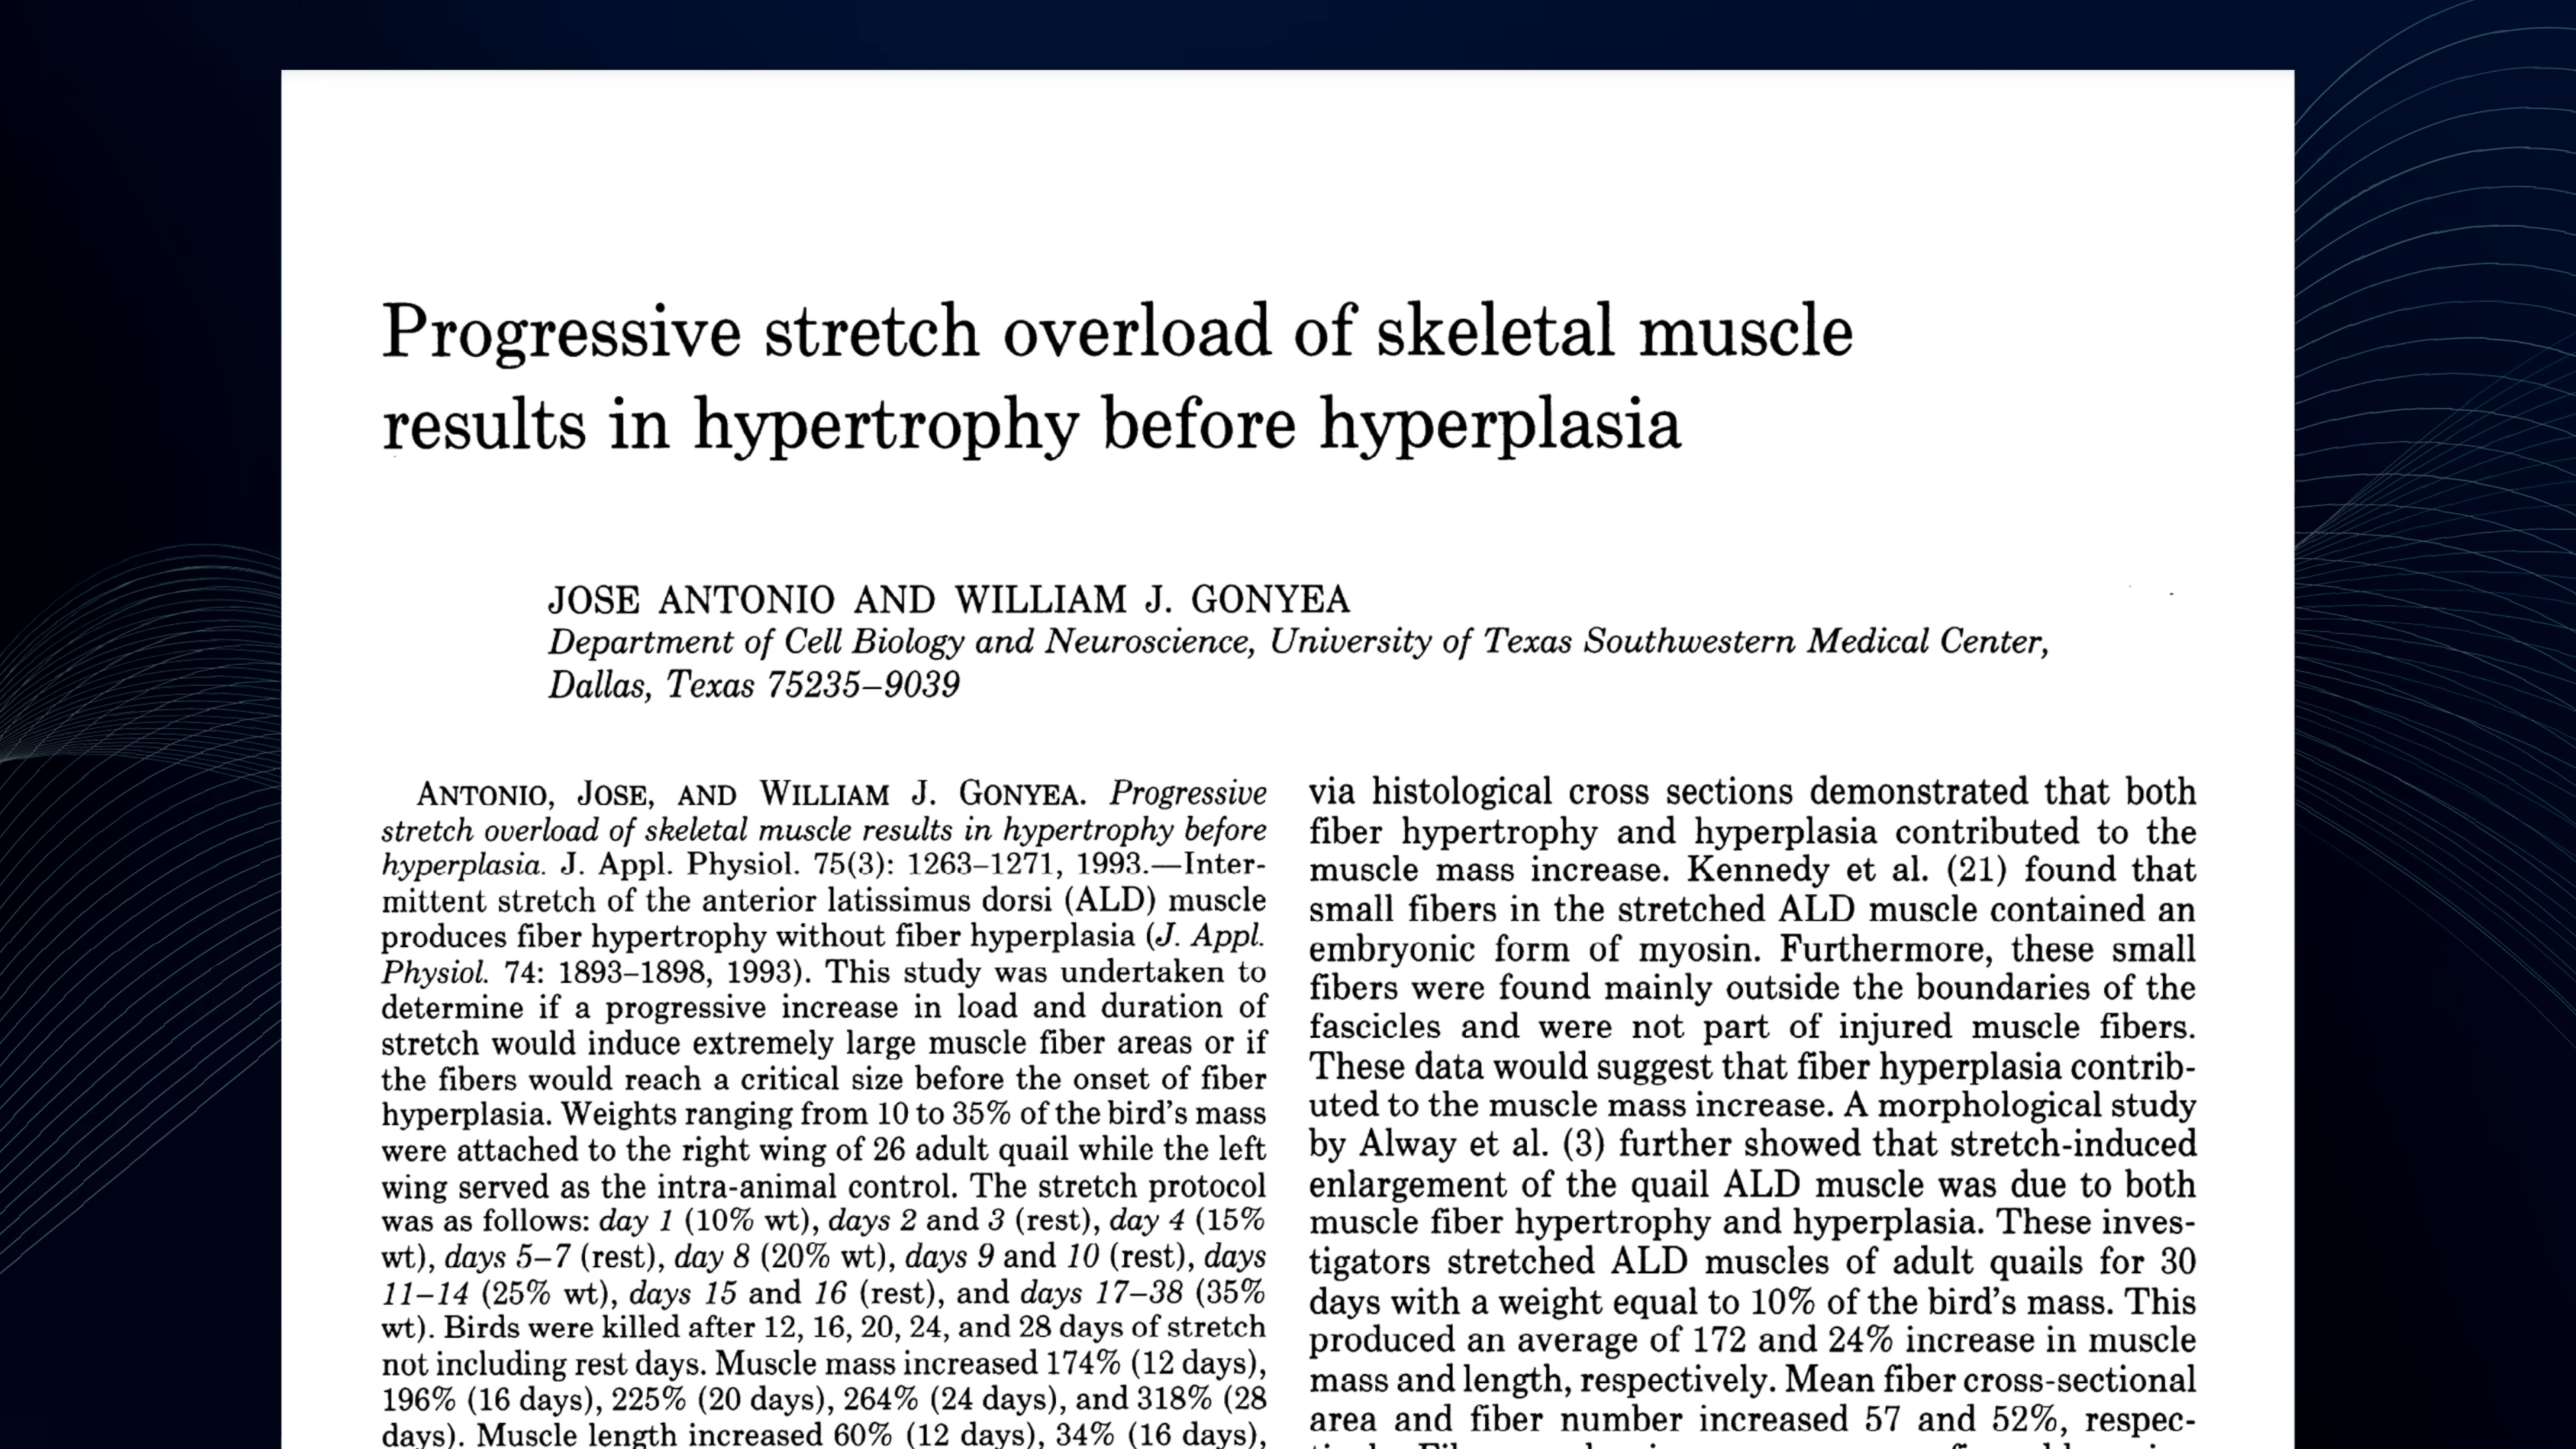 Progressive stretch overload of skeletal muscle
results in hypertrophy before hyperplasia
JOSE ANTONIO AND WILLIAM J. GONYEA
Department of Cell Biology and Neuroscience, University of Texas Southwestern Medical Center,
Dallas, Texas 75235–9039
ANTONIO, JOSE, AND WILLIAM J. GONYEA. Progressive
stretch overload of skeletal muscle results in hypertrophy before
hyperplasia. J. Appl. Physiol. 75(3): 1263–1271, 1993.—Inter-
mittent stretch of the anterior latissimus dorsi (ALD) muscle
produces fiber hypertrophy without fiber hyperplasia (J. Appl.
Physiol. 74: 1893–1898, 1993). This study was undertaken to
determine if a progressive increase in load and duration of
stretch would induce extremely large muscle fiber areas or if
the fibers would reach a critical size before the onset of fiber
hyperplasia. Weights ranging from 10 to 35% of the bird's mass
were attached to the right wing of 26 adult quail while the left
wing served as the intra-animal control. The stretch protocol
was as follows: day 1 (10% wt), days 2 and 3 (rest), day 4 (15%
wt), days 5–7 (rest), day 8 (20% wt), days 9 and 10 (rest), days
11–14 (25% wt), days 15 and 16 (rest), and days 17–38 (35%
wt). Birds were killed after 12, 16, 20, 24, and 28 days of stretch
not including rest days. Muscle mass increased 174% (12 days),
196% (16 days), 225% (20 days), 264% (24 days), and 318% (28
days). Muscle length increased 60% (12 days), 34% (16 days),
via histological cross sections demonstrated that both
fiber hypertrophy and hyperplasia contributed to the
muscle mass increase. Kennedy et al. (21) found that
small fibers in the stretched ALD muscle contained an
embryonic form of myosin. Furthermore, these small
fibers were found mainly outside the boundaries of the
fascicles and were not part of injured muscle fibers.
These data would suggest that fiber hyperplasia contrib-
uted to the muscle mass increase. A morphological study
by Alway et al. (3) further showed that stretch-induced
enlargement of the quail ALD muscle was due to both
muscle fiber hypertrophy and hyperplasia. These inves-
tigators stretched ALD muscles of adult quails for 30
days with a weight equal to 10% of the bird's mass. This
produced an average of 172 and 24% increase in muscle
mass and length, respectively. Mean fiber cross-sectional
area and fiber number increased 57 and 52%, respec-